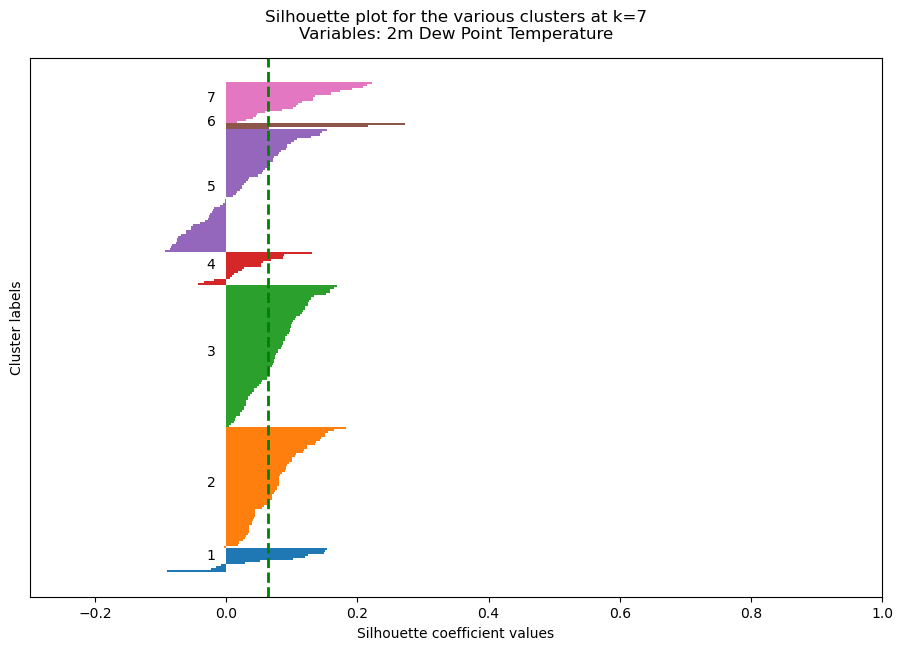 Silhouette plot for the various clusters at k=7
Variables: 2m Dew Point Temperature
7
6
5
4
3
2
1
Cluster labels
−0.2 0.0 0.2 0.4 0.6 0.8 1.0
Silhouette coefficient values